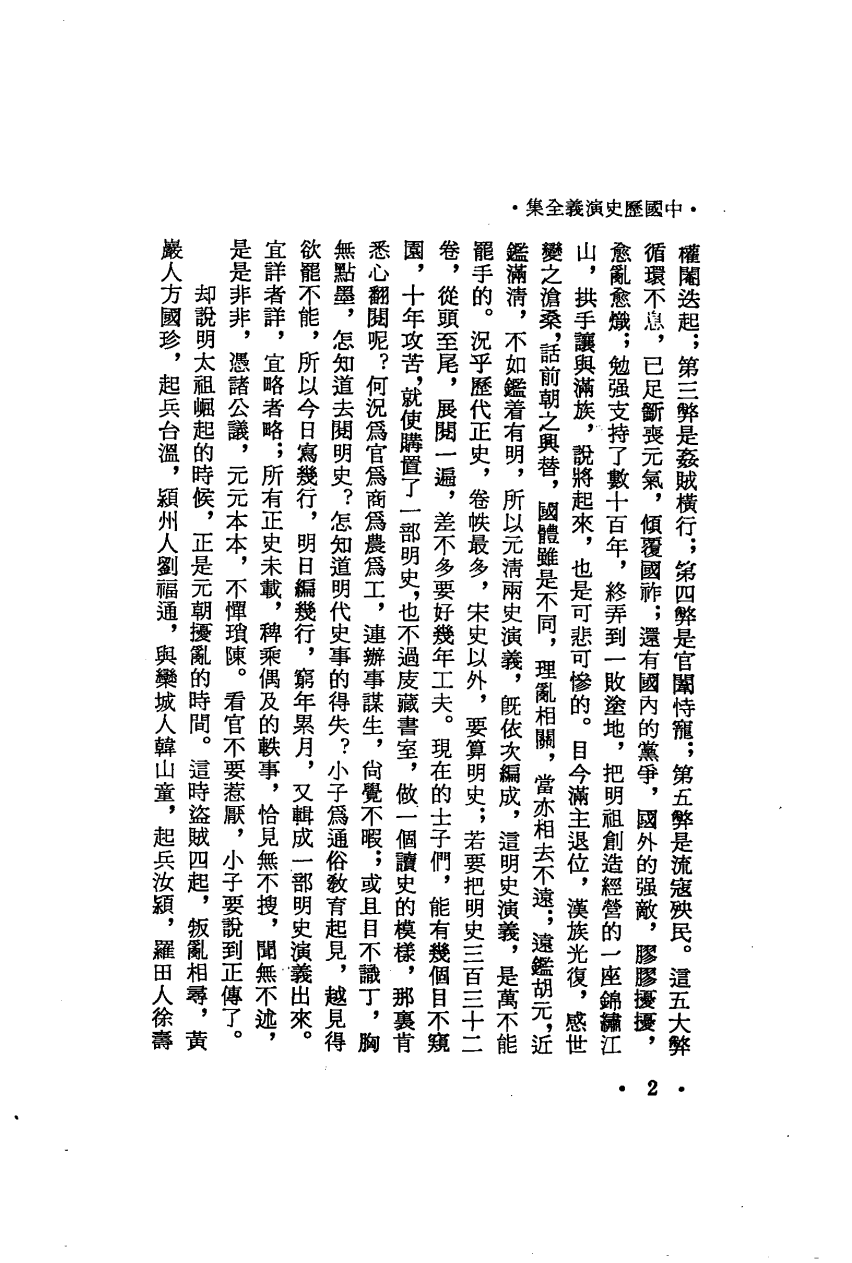 •中國歷史演義全集•
權閹迭起；第三弊是姦賊橫行；第四弊是官闈恃寵；第五弊是流寇殃民。這五大弊
循環不息，已足斵喪元氣，傾覆國祚；還有國內的黨爭，國外的强敵，膠膠擾擾，
愈亂愈熾；勉强支持了數十百年，終弄到一敗塗地，把明祖創造經營的一座錦繡江
山，拱手讓與滿族，說將起來，也是可悲可慘的。目今滿主退位，漢族光復，感世
變之滄桑，話前朝之興替，國體雖是不同，理亂相關，當亦相去不遠；遠鑑胡元，近
鑑滿清，不如鑑着有明，所以元清兩史演義，旣依次編成，這明史演義，是萬不能
罷手的。況乎歷代正史，卷帙最多，宋史以外，要算明史；若要把明史三百三十二
卷，從頭至尾，展閱一遍，差不多要好幾年工夫。現在的士子們，能有幾個目不窺
園，十年攻苦，就使購置了一部明史，也不過庋藏書室，做一個讀史的模樣，那裏肯
悉心翻閱呢？何況爲官爲商爲農爲工，連辦事謀生，尙覺不暇；或且目不識丁，胸
無點墨，怎知道去閱明史？怎知道明代史事的得失？小子爲通俗敎育起見，越見得
欲罷不能，所以今日寫幾行，明日編幾行，窮年累月，又輯成一部明史演義出來。
宜詳者詳，宜略者略；所有正史未載，稗乘偶及的軼事，恰見無不搜，聞無不述，
是是非非，憑諸公議，元元本本，不憚瑣陳。看官不要惹厭，小子要說到正傳了。
却說明太祖崛起的時候，正是元朝擾亂的時間。這時盜賊四起，叛亂相尋，黃
巖人方國珍，起兵台溫，潁州人劉福通，與欒城人韓山童，起兵汝潁，羅田人徐壽
• 2 •